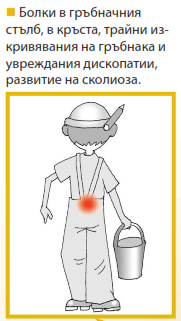 Болки в гръбначния
стълб, в кръста, трайни из-
кривявания на гръбнака и
увреждания дископатии,
развитие на сколиоза.